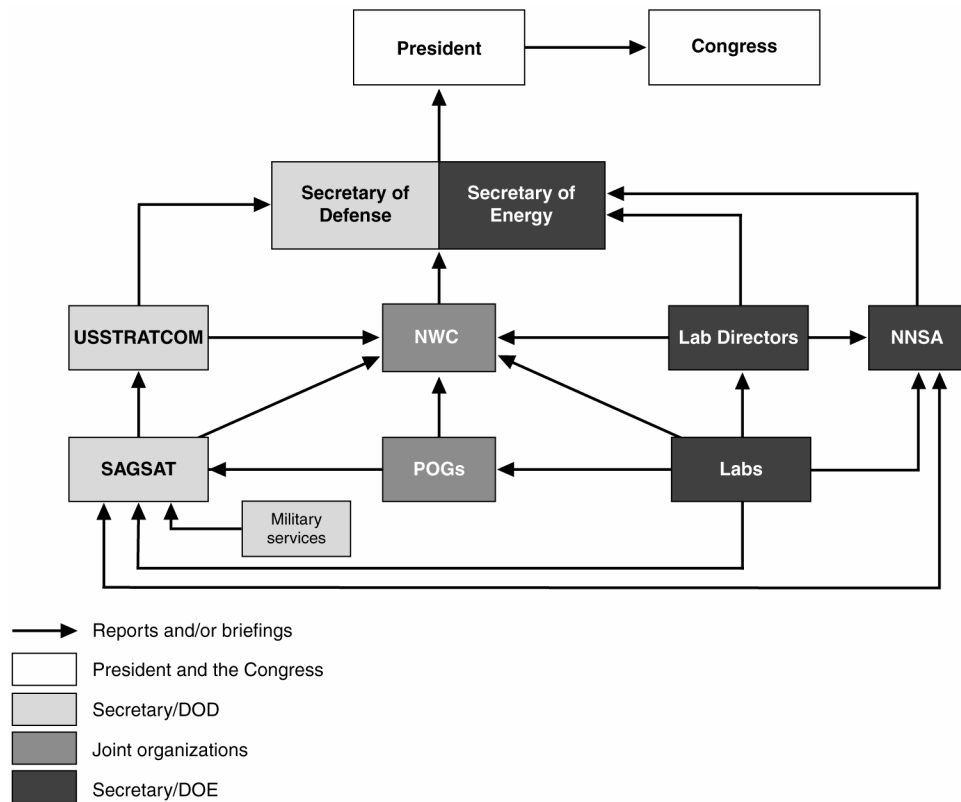 President
Congress
Secretary of
Defense
Secretary of
Energy
USSTRATCOM
NWC
Lab Directors
NNSA
SAGSAT
POGs
Labs
Military
services
Reports and/or briefings
President and the Congress
Secretary/DOD
Joint organizations
Secretary/DOE